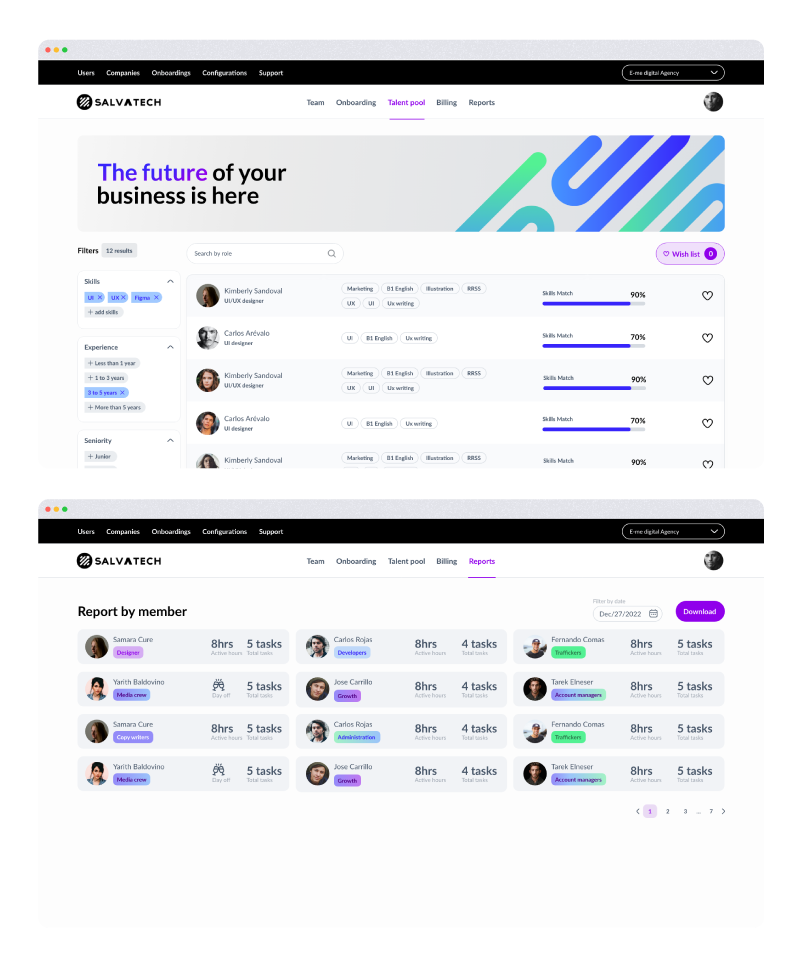 Users Companies Onboardings Configurations Support E-me digital Agency
SALVATECH Team Onboarding Talent pool Billing Reports
The future of your
business is here
Filters 12 results Search by role Wish list 0
Skills
UI X UX X Figma X
+ add skills
Experience
+ Less than 1 year
+ 1 to 3 years
3 to 5 years X
+ More than 5 years
Seniority
+ Junior
Kimberly Sandoval Marketing B1 English Illustration RRSS Skills Match 90%
UI/UX designer UX UI Ux writing
Carlos Arévalo UI B1 English Ux writing Skills Match 70%
UI designer
Kimberly Sandoval Marketing B1 English Illustration RRSS Skills Match 90%
UI/UX designer UX UI Ux writing
Carlos Arévalo UI B1 English Ux writing Skills Match 70%
UI designer
Kimberly Sandoval Marketing B1 English Illustration RRSS Skills Match 90%
Users Companies Onboardings Configurations Support E-me digital Agency
SALVATECH Team Onboarding Talent pool Billing Reports
Filter by date
Report by member Dec/27/2022 Download
Samara Cure 8hrs 5 tasks Carlos Rojas 8hrs 4 tasks Fernando Comas 8hrs 5 tasks
Designer Active hours Total tasks Developers Active hours Total tasks Traffickers Active hours Total tasks
Yarith Baldovino 5 tasks Jose Carrillo 8hrs 4 tasks Tarek Elneser 8hrs 5 tasks
Media crew Day off Total tasks Growth Active hours Total tasks Account managers Active hours Total tasks
Samara Cure 8hrs 5 tasks Carlos Rojas 8hrs 4 tasks Fernando Comas 8hrs 5 tasks
Copy writers Active hours Total tasks Administration Active hours Total tasks Traffickers Active hours Total tasks
Yarith Baldovino 5 tasks Jose Carrillo 8hrs 4 tasks Tarek Elneser 8hrs 5 tasks
Media crew Day off Total tasks Growth Active hours Total tasks Account managers Active hours Total tasks
< 1 2 3 ... 7 >